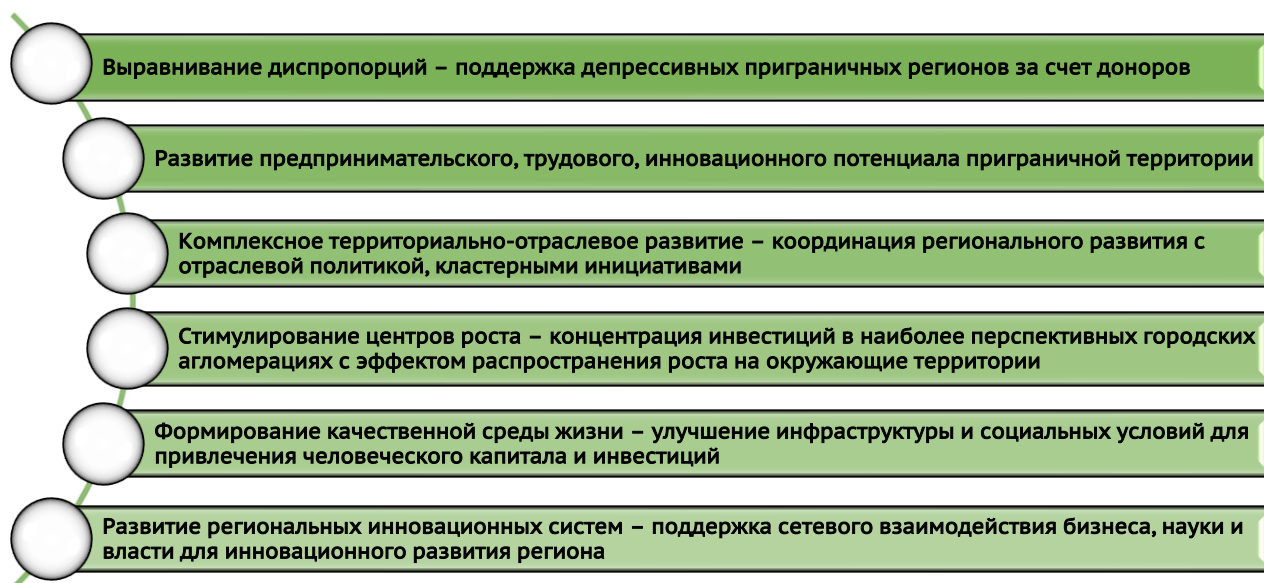 Выравнивание диспропорций – поддержка депрессивных приграничных регионов за счет доноров
Развитие предпринимательского, трудового, инновационного потенциала приграничной территории
Комплексное территориально-отраслевое развитие – координация регионального развития с
отраслевой политикой, кластерными инициативами
Стимулирование центров роста – концентрация инвестиций в наиболее перспективных городских
агломерациях с эффектом распространения роста на окружающие территории
Формирование качественной среды жизни – улучшение инфраструктуры и социальных условий для
привлечения человеческого капитала и инвестиций
Развитие региональных инновационных систем – поддержка сетевого взаимодействия бизнеса, науки и
власти для инновационного развития региона